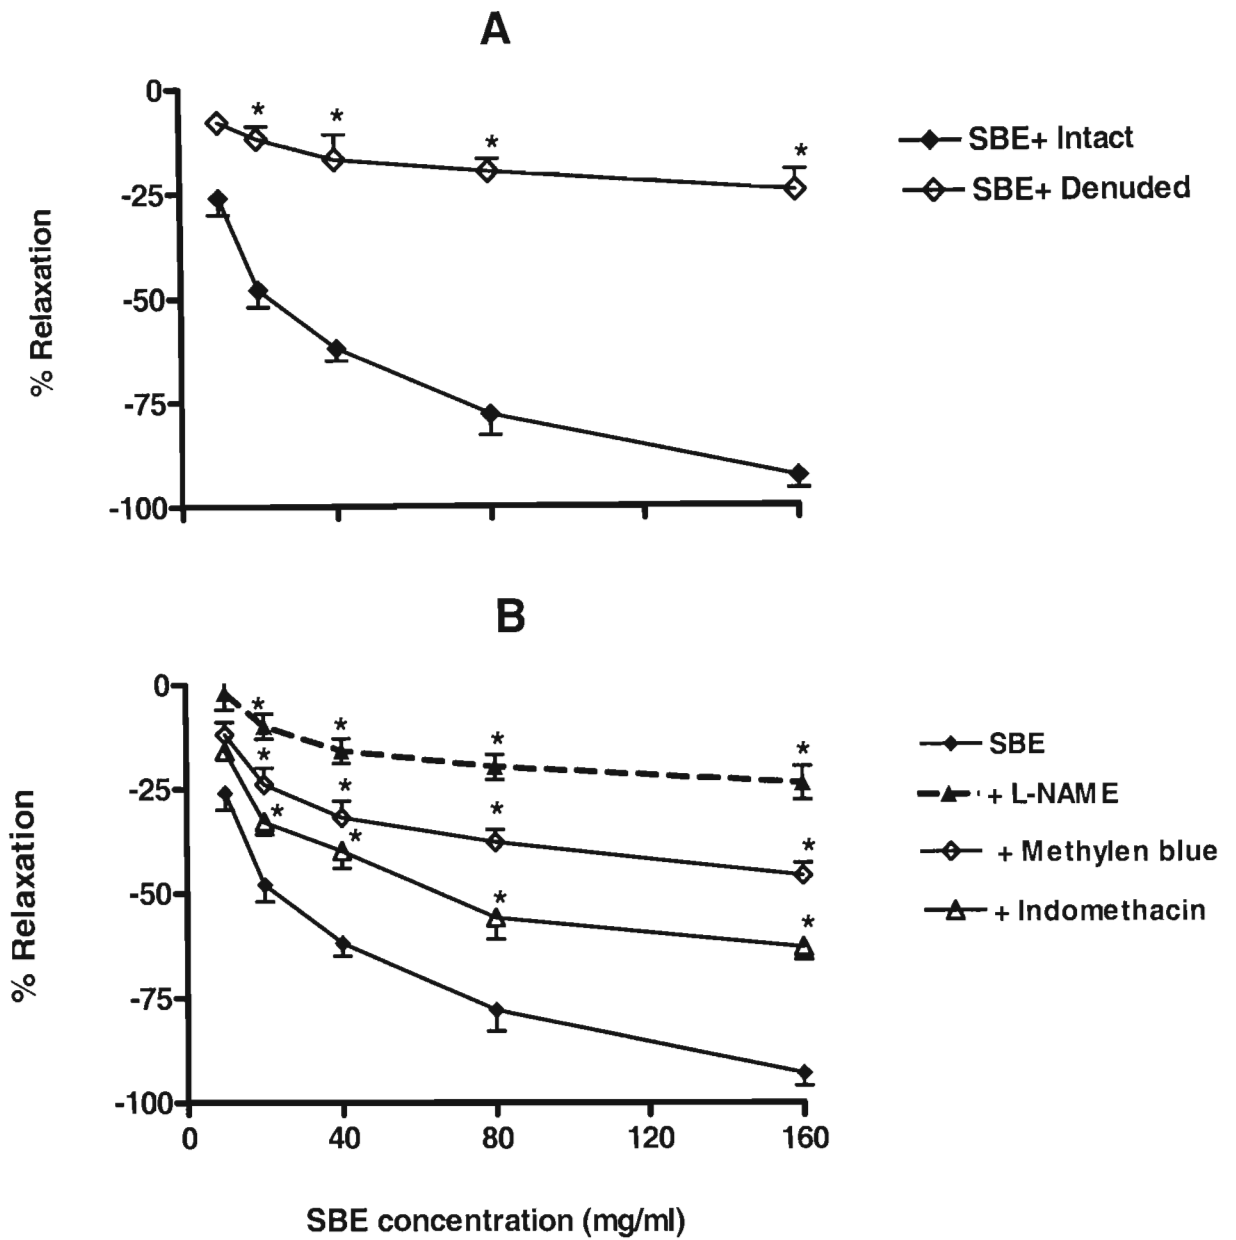 A
0
-25
-50
-75
-100
% Relaxation
* * * *
SBE+ Intact
SBE+ Denuded
B
0
-25
-50
-75
-100
% Relaxation
* * * *
* * * *
* * * *
SBE
+ L-NAME
+ Methylen blue
+ Indomethacin
0 40 80 120 160
SBE concentration (mg/ml)